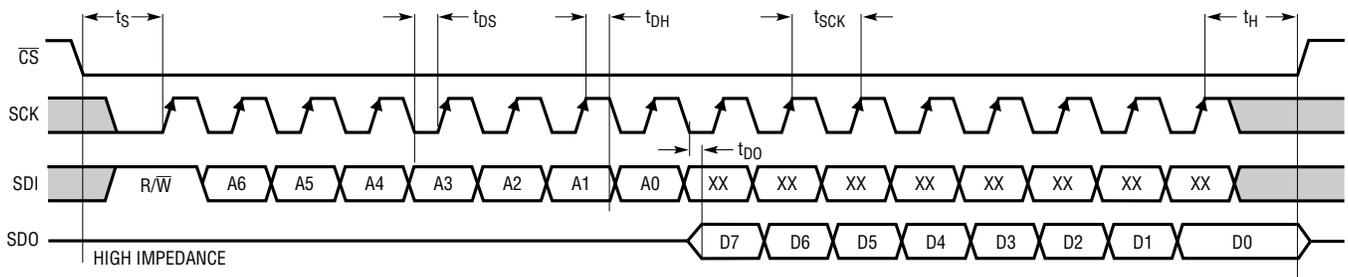 tS tDS tDH tSCK tH
C̅S̅
SCK
tDO
SDI R/W̅ A6 A5 A4 A3 A2 A1 A0 XX XX XX XX XX XX XX XX
SDO D7 D6 D5 D4 D3 D2 D1 D0
HIGH IMPEDANCE